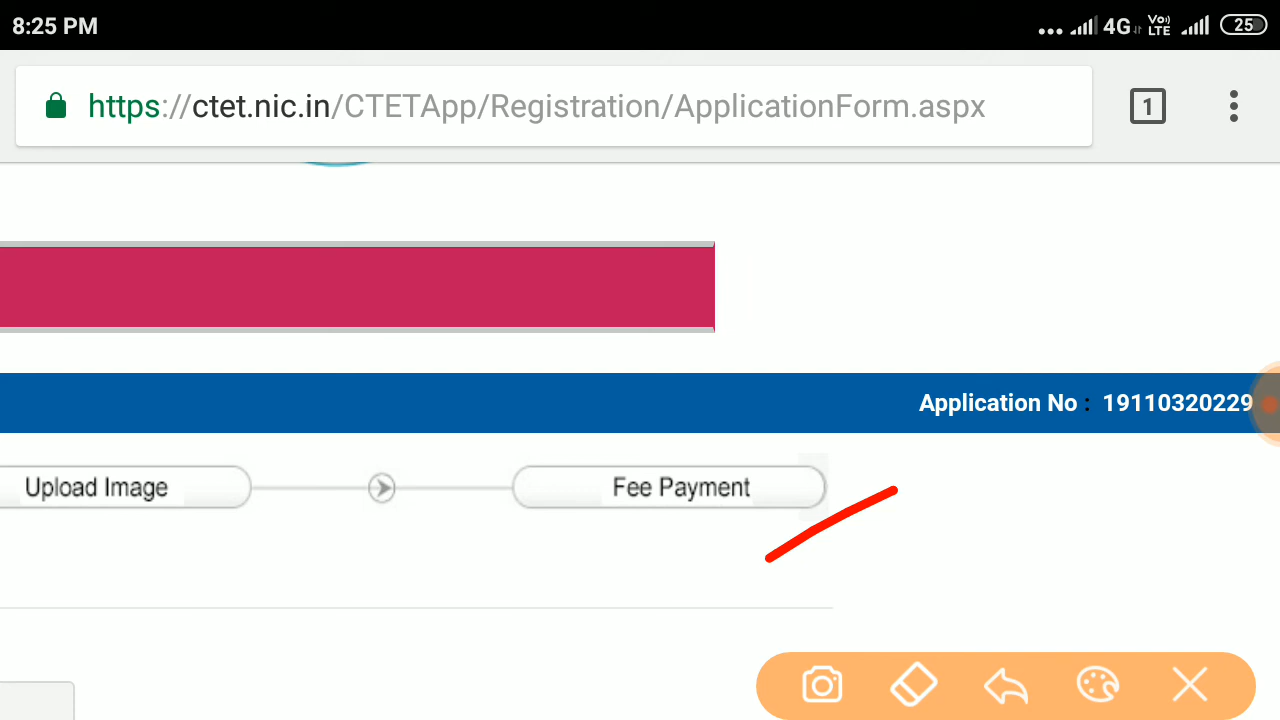 8:25 PM
4G Vo) LTE 25
https://ctet.nic.in/CTETApp/Registration/ApplicationForm.aspx
1
Application No : 19110320229
Upload Image
Fee Payment